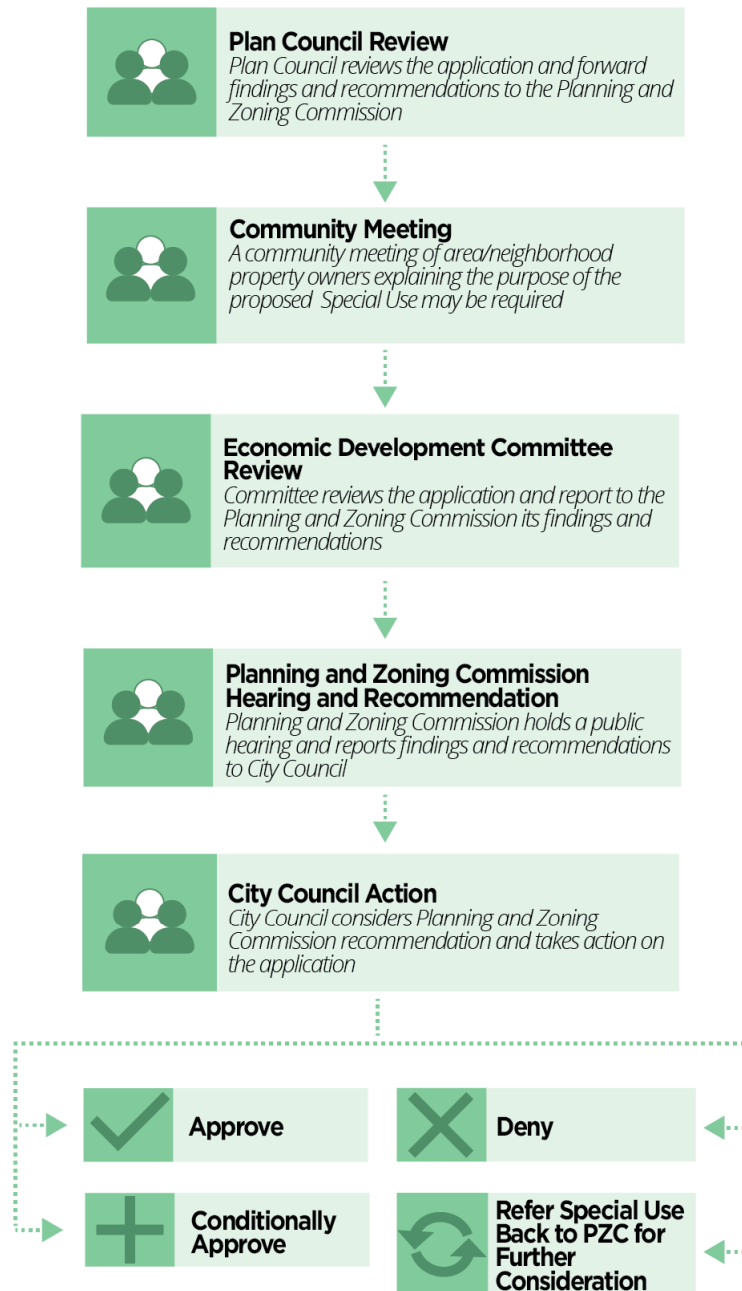 Plan Council Review
Plan Council reviews the application and forward
findings and recommendations to the Planning and
Zoning Commission
Community Meeting
A community meeting of area/neighborhood
property owners explaining the purpose of the
proposed Special Use may be required
Economic Development Committee
Review
Committee reviews the application and report to the
Planning and Zoning Commission its findings and
recommendations
Planning and Zoning Commission
Hearing and Recommendation
Planning and Zoning Commission holds a public
hearing and reports findings and recommendations
to City Council
City Council Action
City Council considers Planning and Zoning
Commission recommendation and takes action on
the application
Approve
Deny
Conditionally
Approve
Refer Special Use
Back to PZC for
Further
Consideration